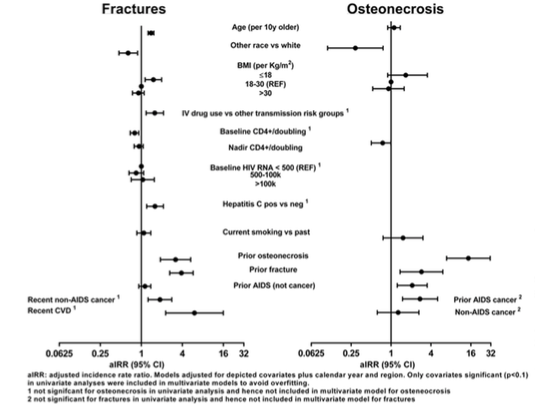 Fractures
Osteonecrosis
Age (per 10y older)
Other race vs white
BMI (per Kg/m²)
≤18
18-30 (REF)
>30
IV drug use vs other transmission risk groups ¹
Baseline CD4+/doubling ¹
Nadir CD4+/doubling
Baseline HIV RNA < 500 (REF) ¹
500-100k
>100k
Hepatitis C pos vs neg ¹
Current smoking vs past
Prior osteonecrosis
Prior fracture
Prior AIDS (not cancer)
Recent non-AIDS cancer ¹
Prior AIDS cancer ²
Recent CVD ¹
Non-AIDS cancer ²
0.0625 0.25 1 4 16 32
0.0625 0.25 1 4 16 32
aIRR (95% CI)
aIRR (95% CI)
aIRR: adjusted incidence rate ratio. Models adjusted for depicted covariates plus calendar year and region. Only covariates significant (p<0.1)
in univariate analyses were included in multivariate models to avoid overfitting.
1 not signifcant for osteonecrosis in univariate analysis and hence not included in multivariate model for osteneocrosis
2 not significant for fractures in univariate analysis and hence not included in multivariate model for fractures